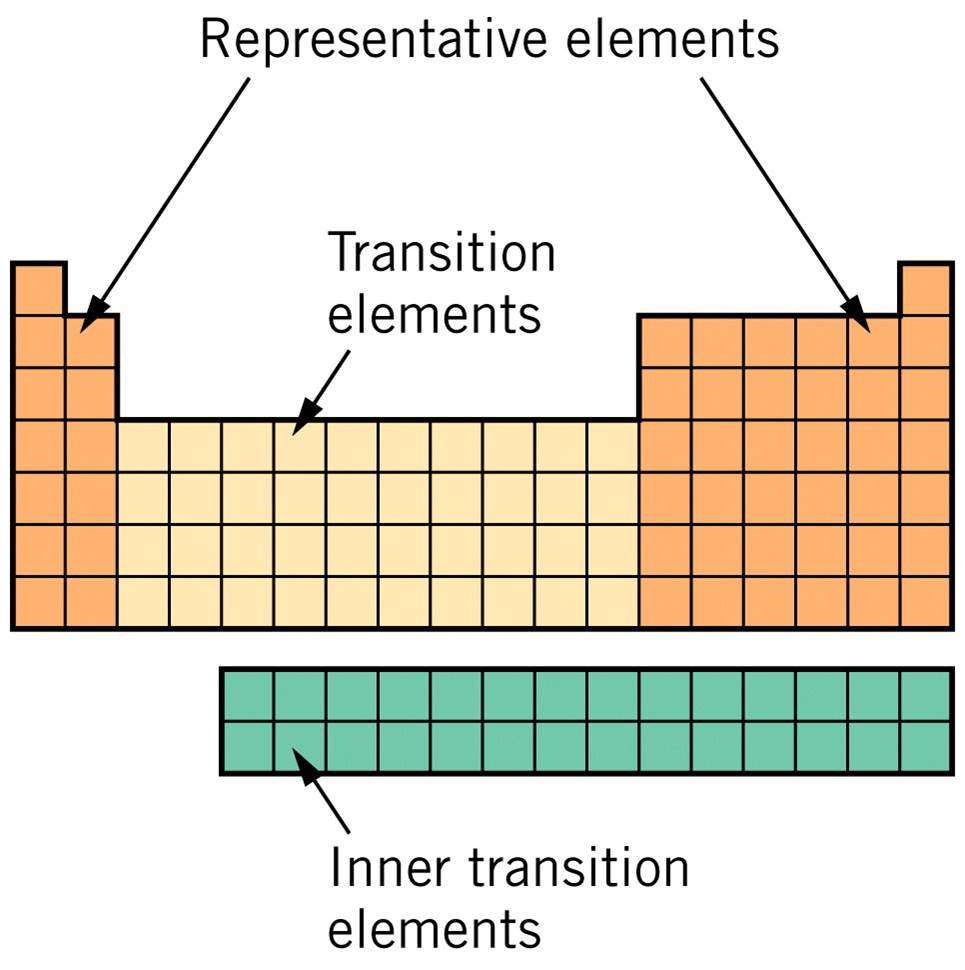 Representative elements
Transition
elements
Inner transition
elements